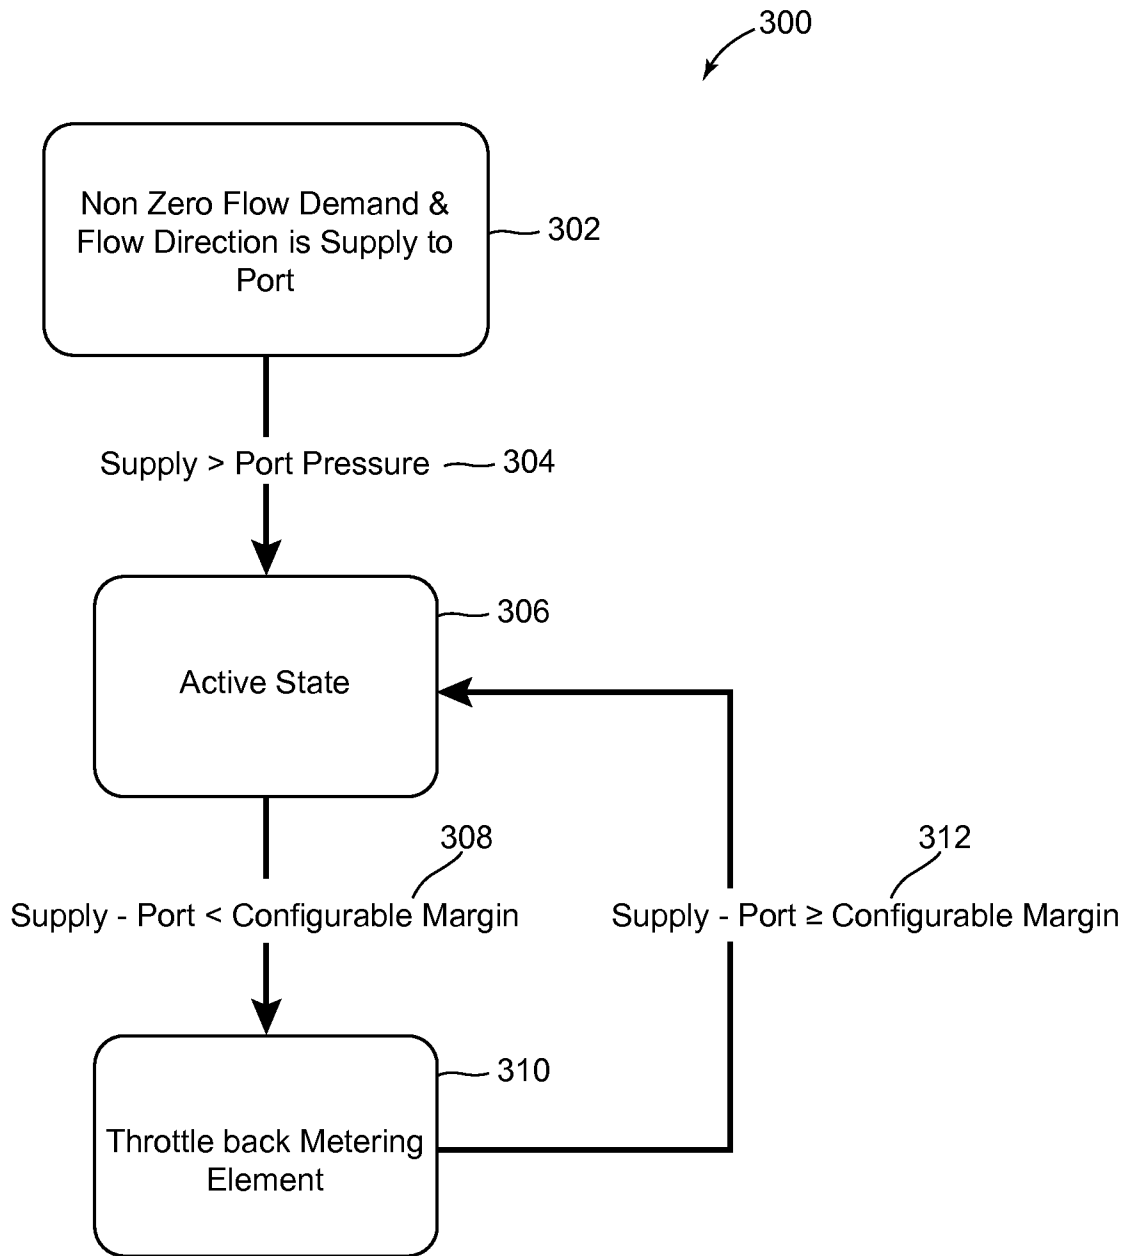 300
Non Zero Flow Demand &
Flow Direction is Supply to
Port
302
Supply > Port Pressure
304
306
Active State
308
312
Supply - Port < Configurable Margin
Supply - Port ≥ Configurable Margin
310
Throttle back Metering
Element